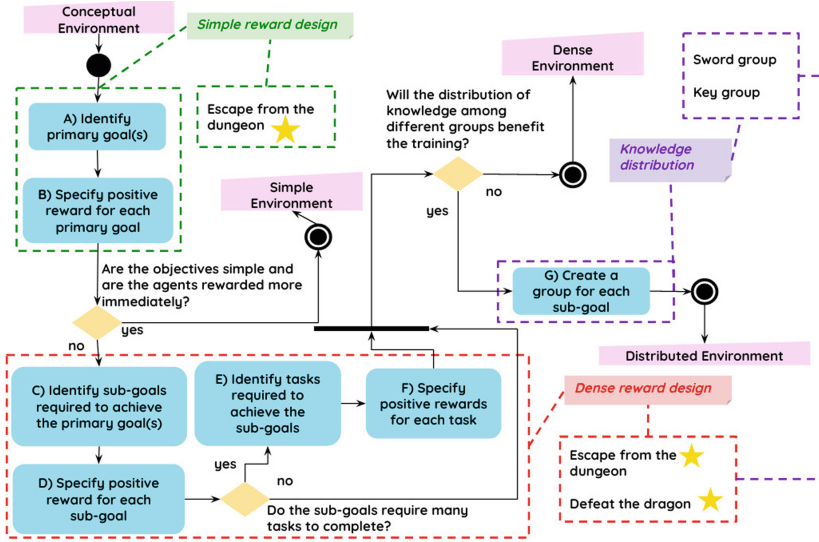 Conceptual
Environment
Simple reward design
Escape from the
dungeon
A) Identify
primary goal(s)
B) Specify positive
reward for each
primary goal
Are the objectives simple and
are the agents rewarded more
immediately?
yes
no
Simple
Environment
Will the distribution of
knowledge among
different groups benefit
the training?
no
yes
Dense
Environment
Sword group
Key group
Knowledge
distribution
G) Create a
group for each
sub-goal
Distributed Environment
C) Identify sub-goals
required to achieve
the primary goal(s)
D) Specify positive
reward for each
sub-goal
E) Identify tasks
required to
achieve the
sub-goals
F) Specify
positive rewards
for each task
yes
no
Do the sub-goals require many
tasks to complete?
Dense reward design
Escape from the
dungeon
Defeat the dragon